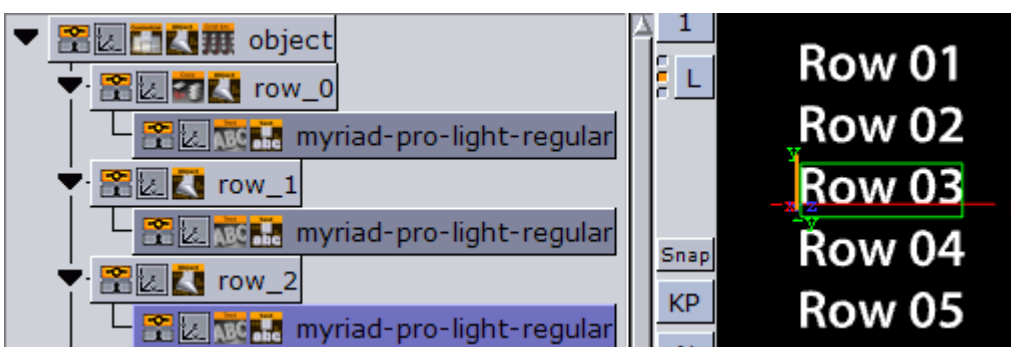 object
row_0
myriad-pro-light-regular
row_1
myriad-pro-light-regular
row_2
myriad-pro-light-regular
1
L
Snap
KP
Row 01
Row 02
y
Row 03
x z
y
Row 04
Row 05